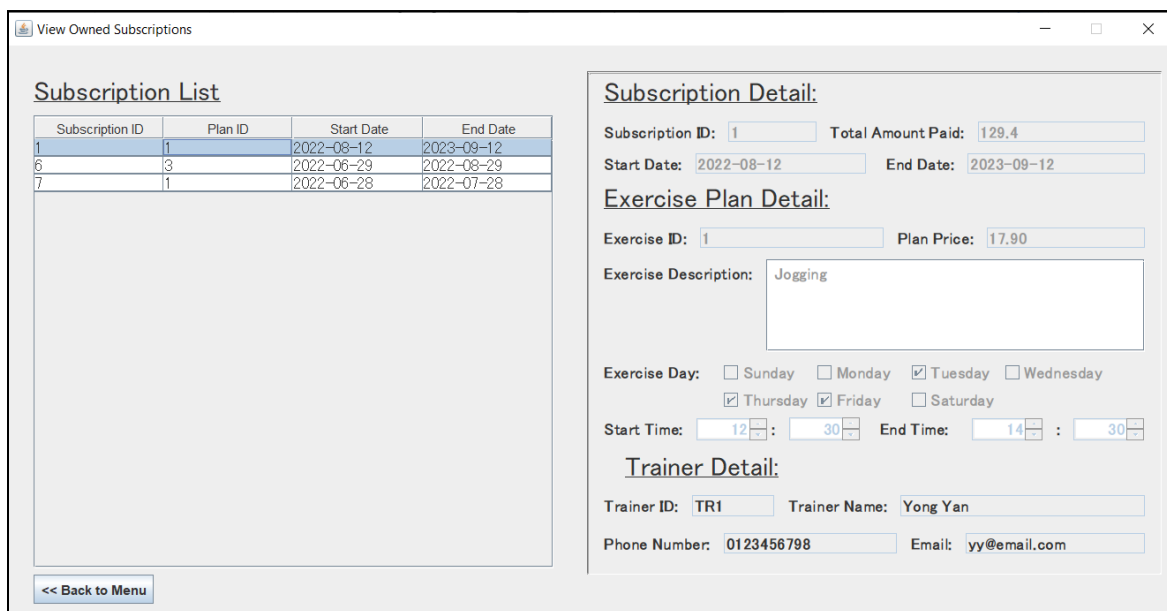 View Owned Subscriptions
Subscription List
Subscription ID Plan ID Start Date End Date
1 1 2022-08-12 2023-09-12
6 3 2022-06-29 2022-08-29
7 1 2022-06-28 2022-07-28
<< Back to Menu
Subscription Detail:
Subscription ID: 1 Total Amount Paid: 129.4
Start Date: 2022-08-12 End Date: 2023-09-12
Exercise Plan Detail:
Exercise ID: 1 Plan Price: 17.90
Exercise Description: Jogging
Exercise Day: Sunday Monday Tuesday Wednesday
Thursday Friday Saturday
Start Time: 12 : 30 End Time: 14 : 30
Trainer Detail:
Trainer ID: TR1 Trainer Name: Yong Yan
Phone Number: 0123456798 Email: yy@email.com